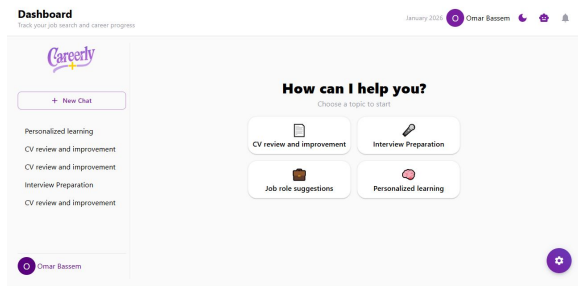 Dashboard
Track your job search and career progress
January 2026
O
Omar Bassem
Careerly
+ New Chat
Personalized learning
CV review and improvement
CV review and improvement
Interview Preparation
CV review and improvement
O
Omar Bassem
How can I help you?
Choose a topic to start
CV review and improvement
Interview Preparation
Job role suggestions
Personalized learning